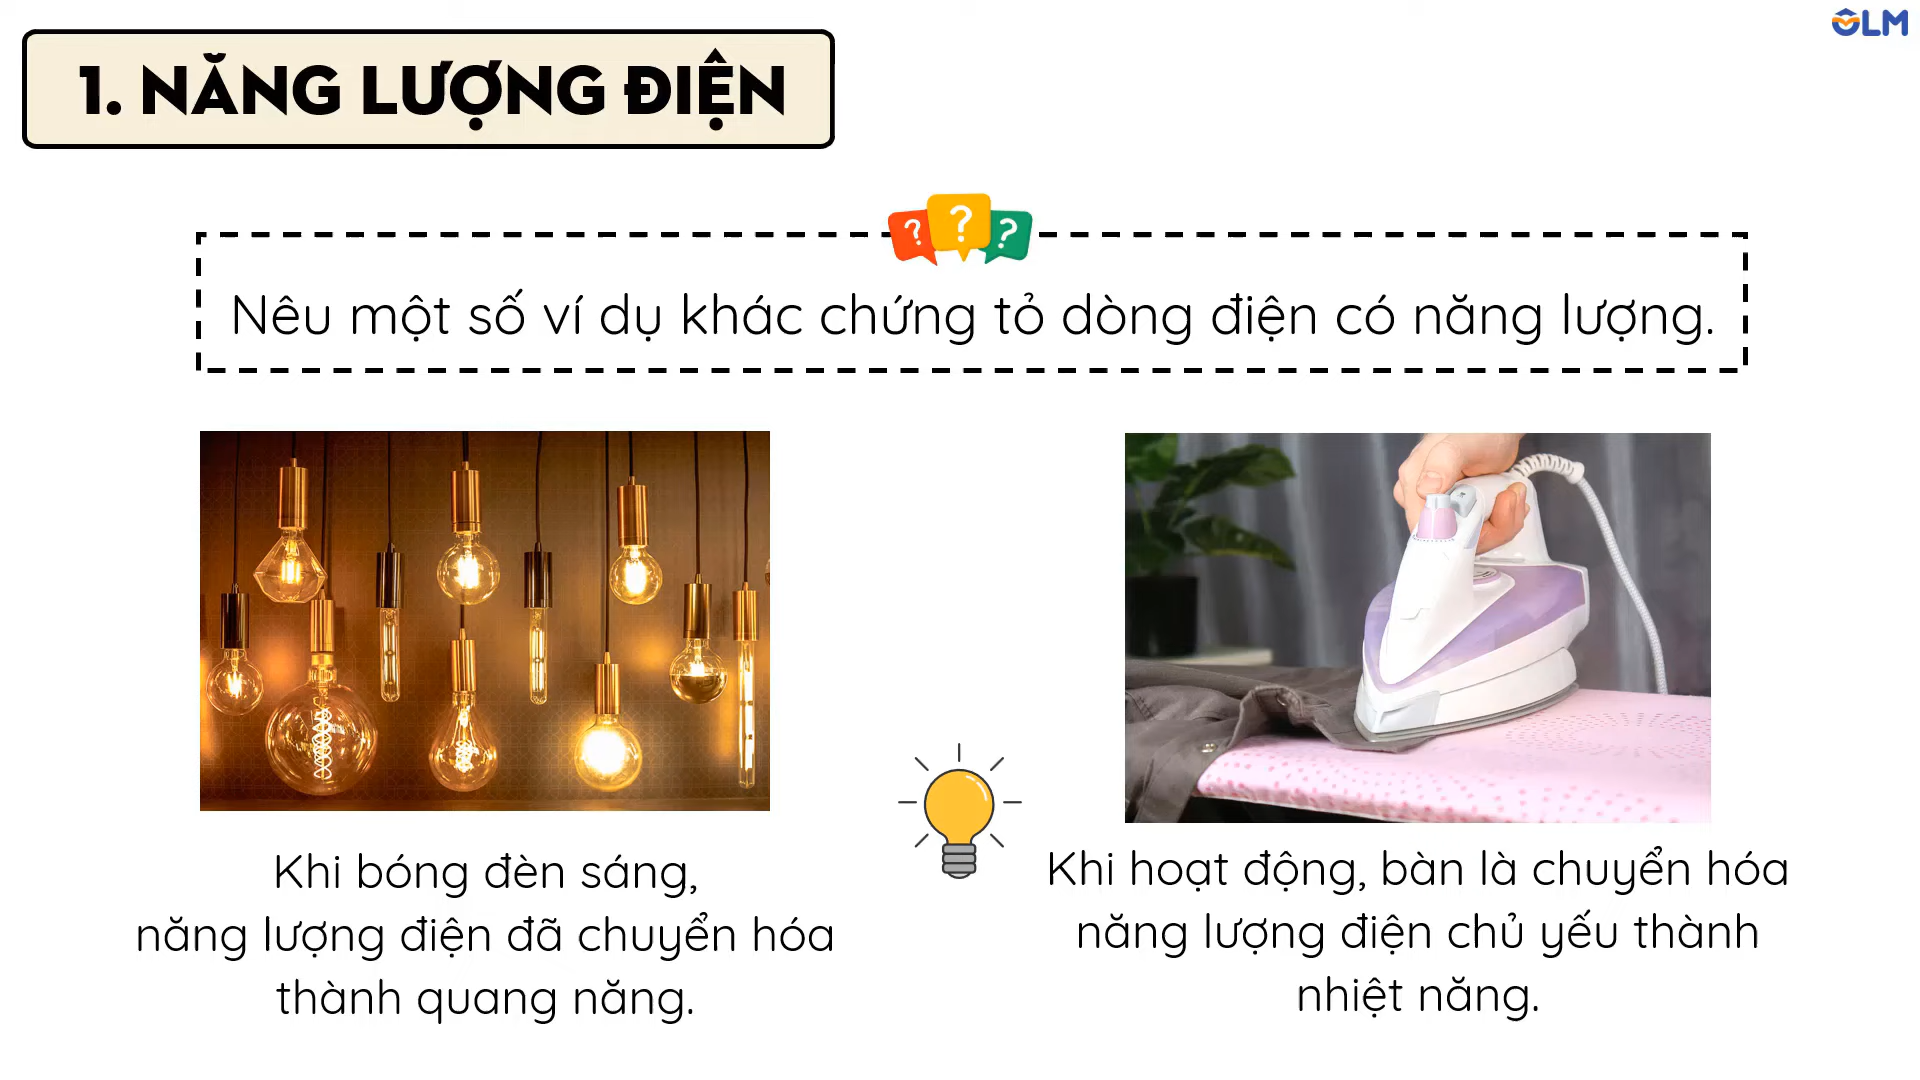 ÔLM
1. NĂNG LƯỢNG ĐIỆN
? ? ?
Nêu một số ví dụ khác chứng tỏ dòng điện có năng lượng.
Khi bóng đèn sáng,
năng lượng điện đã chuyển hóa
thành quang năng.
Khi hoạt động, bàn là chuyển hóa
năng lượng điện chủ yếu thành
nhiệt năng.